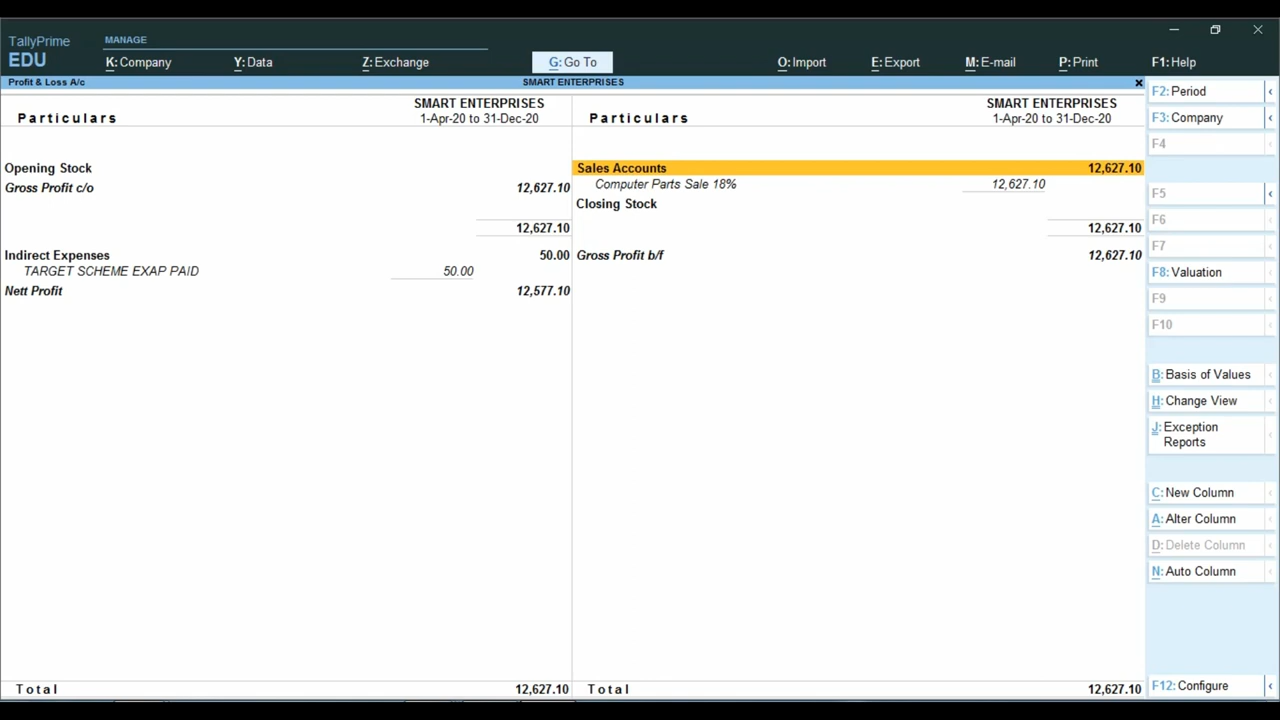 TallyPrime
EDU
MANAGE
K: Company
Y: Data
Z: Exchange
G: Go To
O: Import
E: Export
M: E-mail
P: Print
F1: Help
Profit & Loss A/c
SMART ENTERPRISES
Particulars
SMART ENTERPRISES
1-Apr-20 to 31-Dec-20
Particulars
SMART ENTERPRISES
1-Apr-20 to 31-Dec-20
Opening Stock
Gross Profit c/o 12,627.10
12,627.10
Indirect Expenses 50.00
TARGET SCHEME EXAP PAID 50.00
Nett Profit 12,577.10
Total 12,627.10
Sales Accounts 12,627.10
Computer Parts Sale 18% 12,627.10
Closing Stock
12,627.10
Gross Profit b/f 12,627.10
Total 12,627.10
F2: Period
F3: Company
F4
F5
F6
F7
F8: Valuation
F9
F10
B: Basis of Values
H: Change View
J: Exception
Reports
C: New Column
A: Alter Column
D: Delete Column
N: Auto Column
F12: Configure